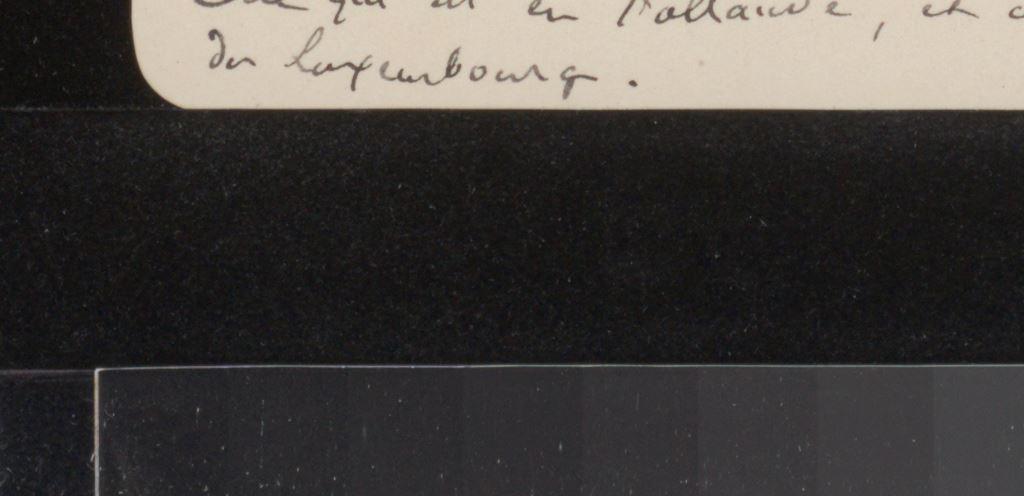 qui est en Hollande, et
du Luxembourg.